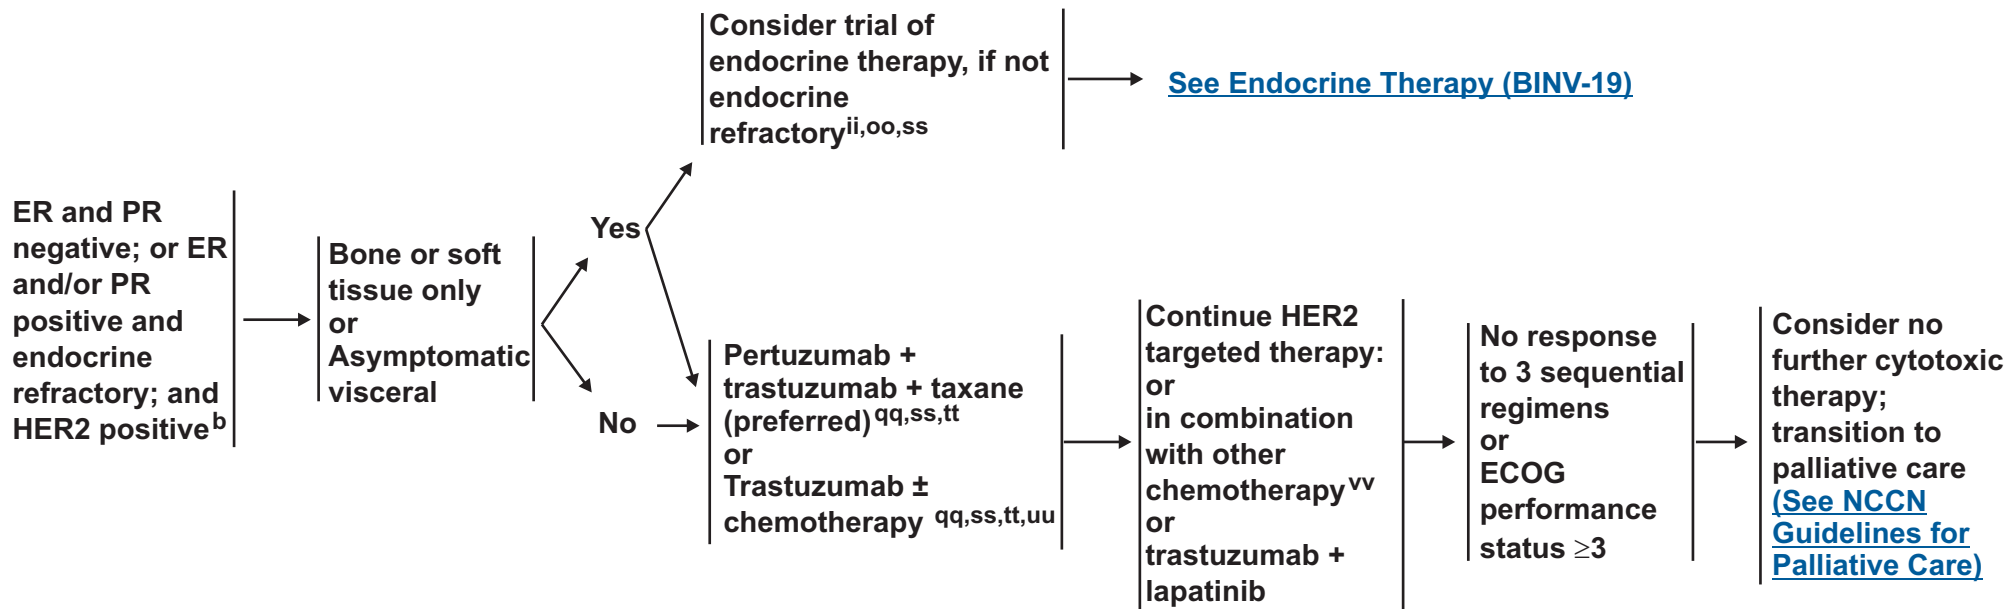 ER and PR
negative; or ER
and/or PR
positive and
endocrine
refractory; and
HER2 positiveb
Bone or soft
tissue only
or
Asymptomatic
visceral
Yes
No
Consider trial of
endocrine therapy, if not
endocrine
refractoryii,oo,ss
See Endocrine Therapy (BINV-19)
Pertuzumab +
trastuzumab + taxane
(preferred)qq,ss,tt
or
Trastuzumab ±
chemotherapy qq,ss,tt,uu
Continue HER2
targeted therapy:
or
in combination
with other
chemotherapyvv
or
trastuzumab +
lapatinib
No response
to 3 sequential
regimens
or
ECOG
performance
status ≥3
Consider no
further cytotoxic
therapy;
transition to
palliative care
(See NCCN
Guidelines for
Palliative Care)